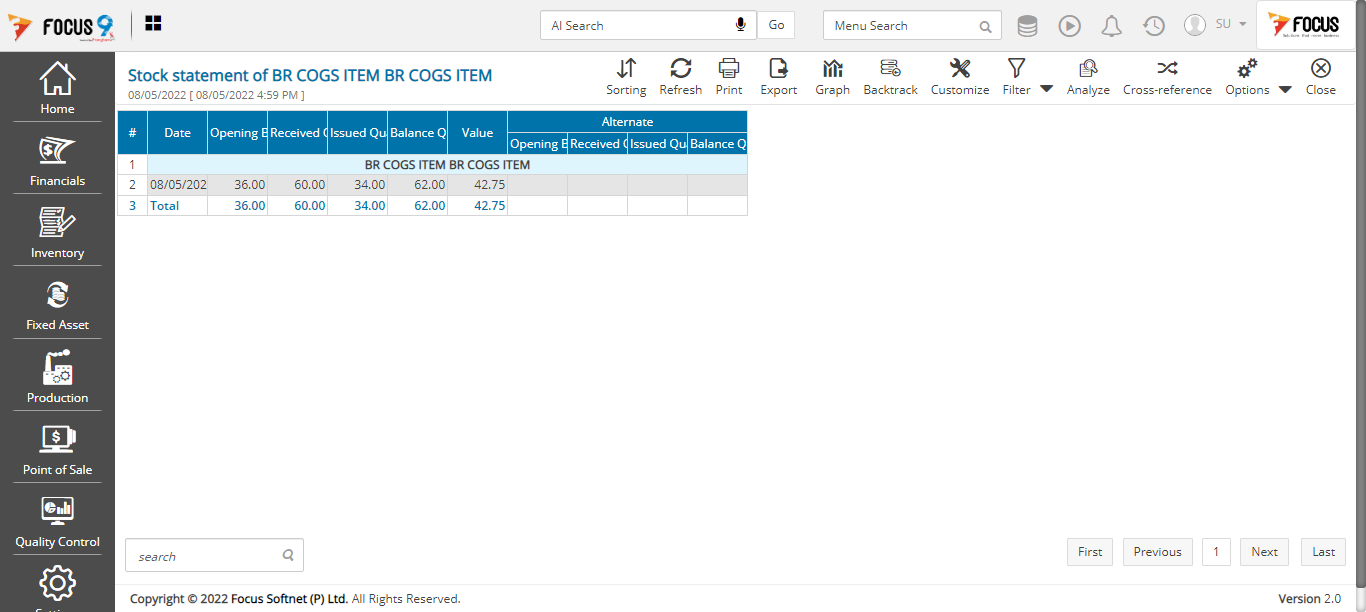 FOCUS 9
AI Search
Go
Menu Search
SU
FOCUS
Home
Financials
Inventory
Fixed Asset
Production
Point of Sale
Quality Control
Stock statement of BR COGS ITEM BR COGS ITEM
08/05/2022 [ 08/05/2022 4:59 PM ]
Sorting Refresh Print Export Graph Backtrack Customize Filter Analyze Cross-reference Options Close
# Date Opening B Received Q Issued Qu Balance Q Value Alternate
Opening B Received Q Issued Qu Balance Q
1 BR COGS ITEM BR COGS ITEM
2 08/05/202 36.00 60.00 34.00 62.00 42.75
3 Total 36.00 60.00 34.00 62.00 42.75
search
First Previous 1 Next Last
Copyright © 2022 Focus Softnet (P) Ltd. All Rights Reserved.
Version 2.0